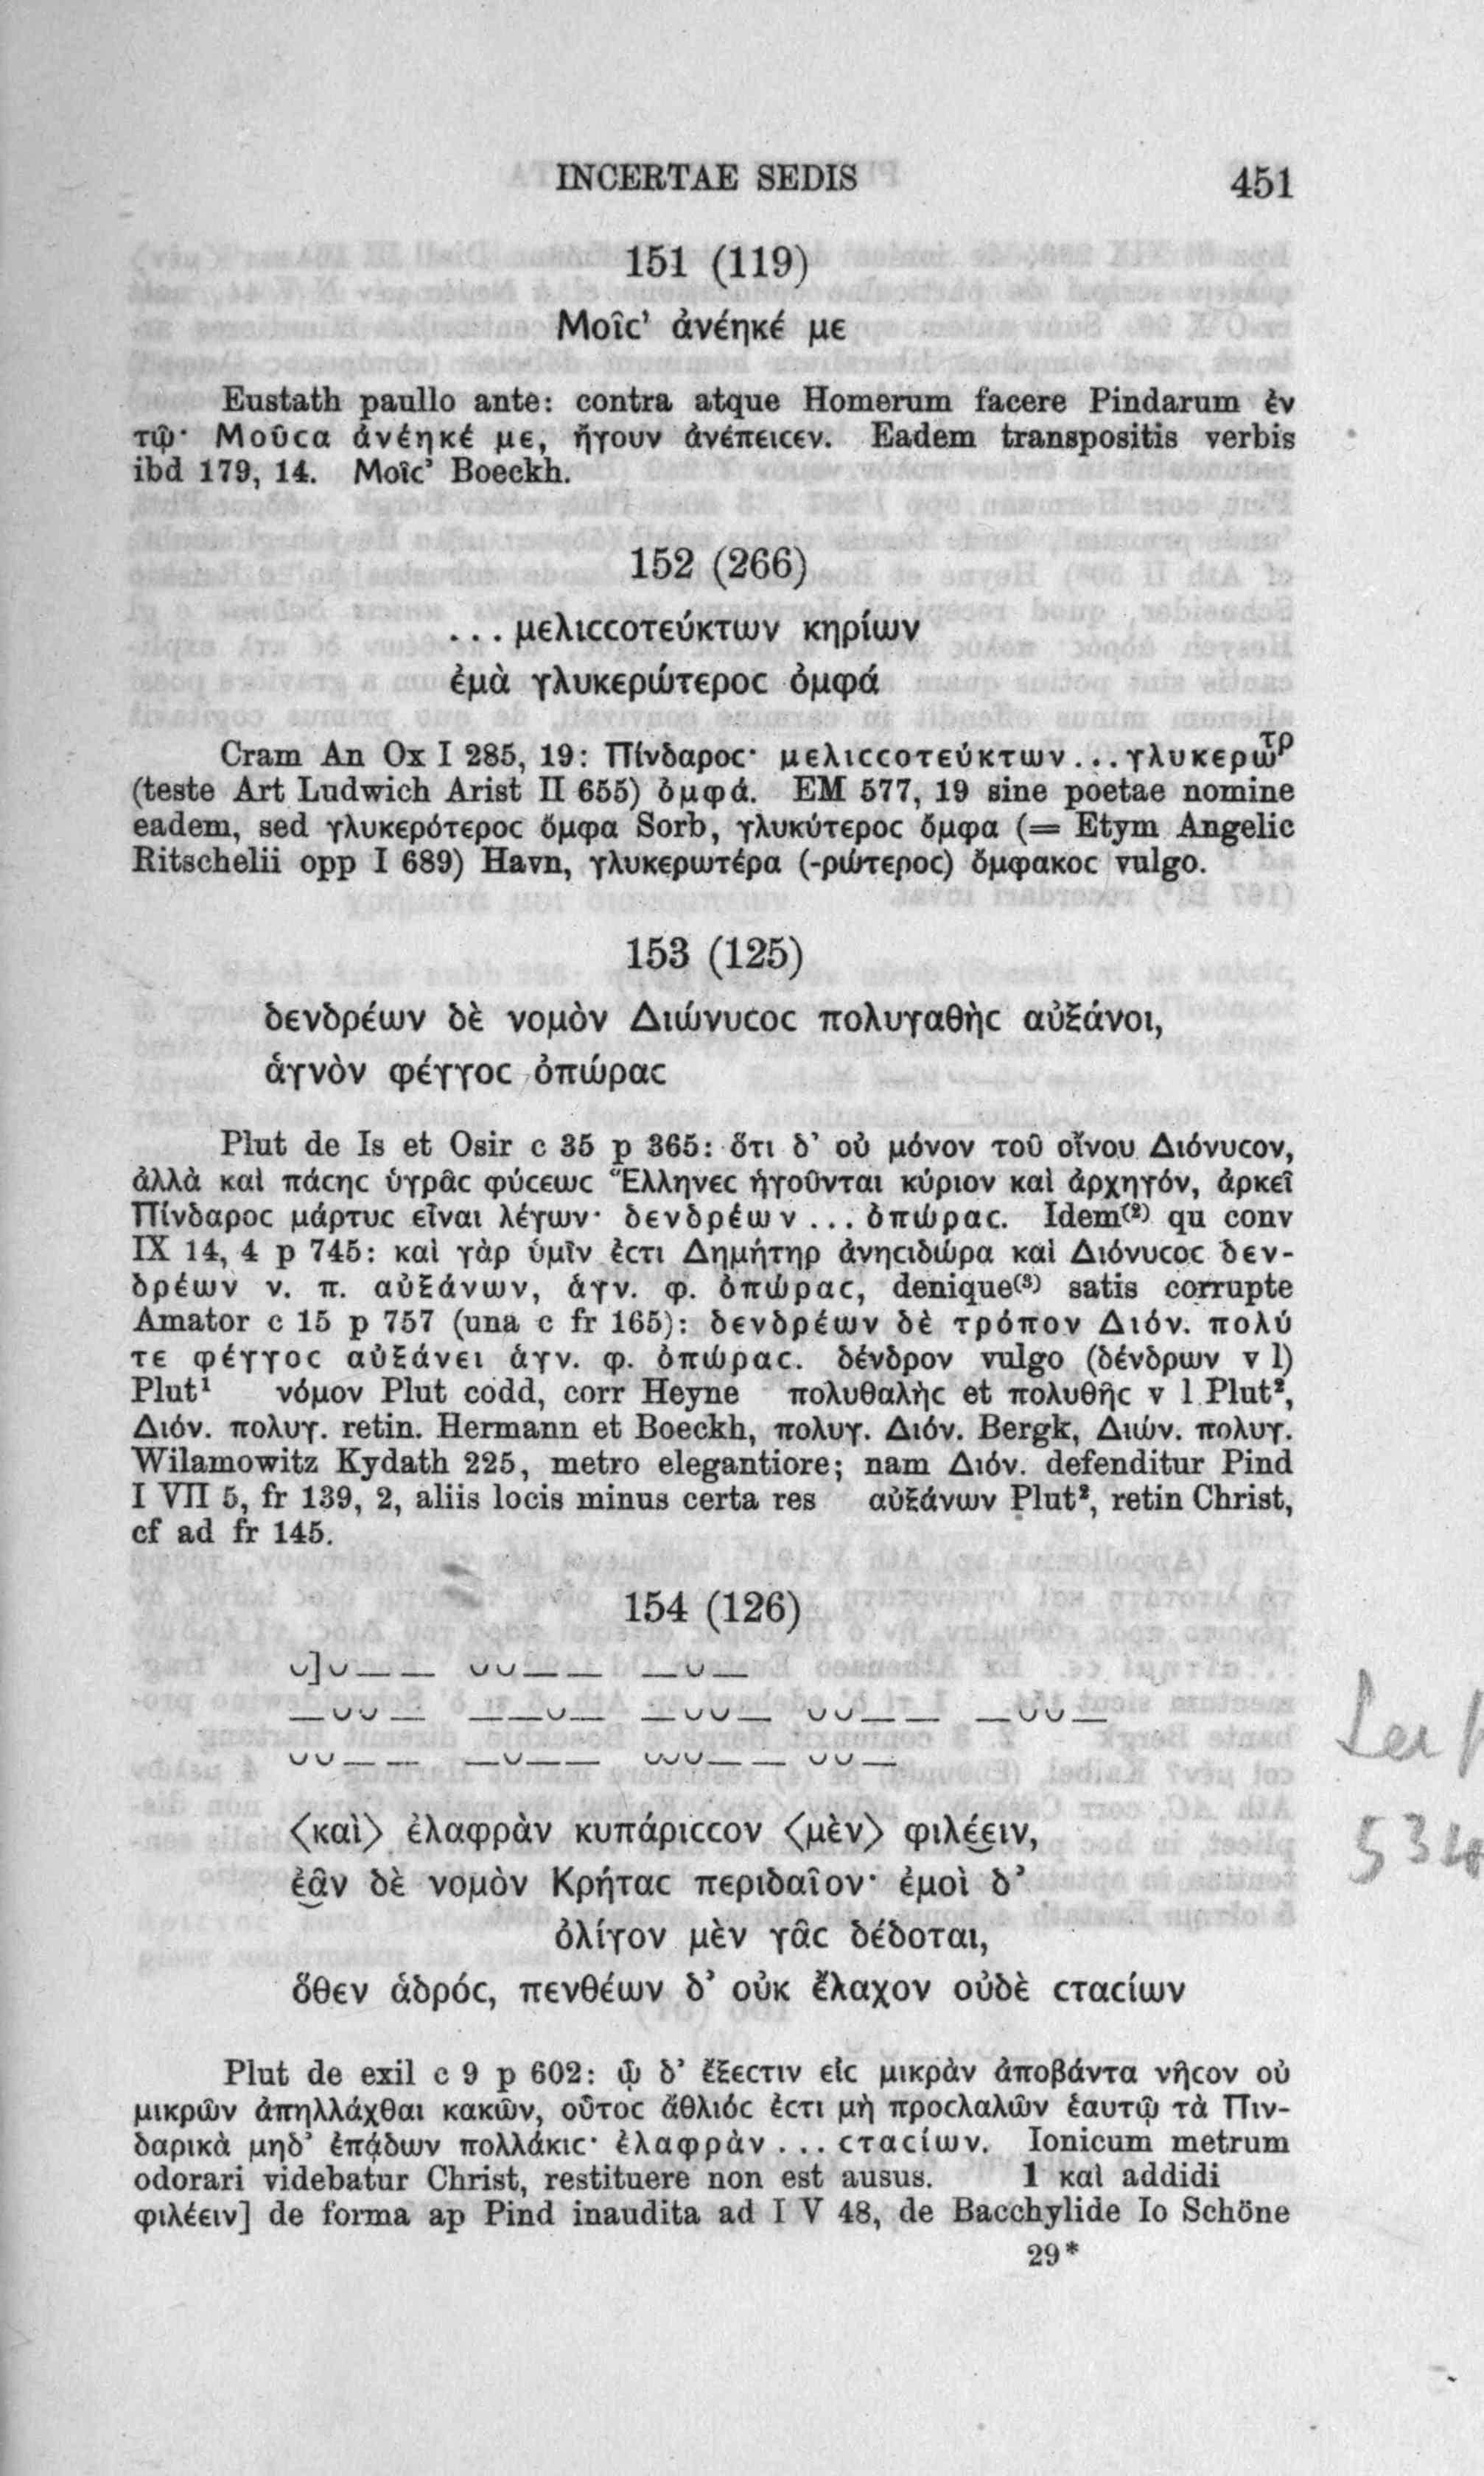 INCERTAE SEDIS 451
151 (119)
Μοῖϲ’ ἀνέηκέ με
Eustath paullo ante: contra atque Homerum facere Pindarum ἐν
τῷ· Μοῦϲα ἀνέηκέ με, ἤγουν ἀνέπειϲεν. Eadem transpositis verbis
ibd 179, 14. Μοῖϲ’ Boeckh.
152 (266)
... μελιϲϲοτεύκτων κηρίων
ἐμὰ γλυκερώτεροϲ ὀμφά
Cram An Ox I 285, 19: Πίνδαροϲ· μελιϲϲοτεύκτων... γλυκερωτρ
(teste Art Ludwich Arist II 655) ὀμφά. EM 577, 19 sine poetae nomine
eadem, sed γλυκερότεροϲ ὄμφα Sorb, γλυκύτεροϲ ὄμφα (= Etym Angelic
Ritschelii opp I 689) Havn, γλυκερωτέρα (-ρώτεροϲ) ὄμφακοϲ vulgo.
153 (125)
δενδρέων δὲ νομὸν Διώνυϲοϲ πολυγαθὴϲ αὐξάνοι,
ἁγνὸν φέγγοϲ ὀπώραϲ
Plut de Is et Osir c 35 p 365: ὅτι δ’ οὐ μόνον τοῦ οἴνου Διόνυϲον,
ἀλλὰ καὶ πάϲηϲ ὑγρᾶϲ φύϲεωϲ Ἕλληνεϲ ἡγοῦνται κύριον καὶ ἀρχηγόν, ἀρκεῖ
Πίνδαροϲ μάρτυϲ εἶναι λέγων· δενδρέων ... ὀπώραϲ. Idem⁽²⁾ qu conv
IX 14, 4 p 745: καὶ γὰρ ὑμῖν ἐϲτι Δημήτηρ ἀνηϲιδώρα καὶ Διόνυϲοϲ δεν-
δρέων ν. π. αὐξάνων, ἁγν. φ. ὀπώραϲ, denique⁽³⁾ satis corrupte
Amator c 15 p 757 (una c fr 165): δενδρέων δὲ τρόπον Διόν. πολύ
τε φέγγοϲ αὐξάνει ἁγν. φ. ὀπώραϲ. δένδρον vulgo (δένδρων v l)
Plut¹ νόμον Plut codd, corr Heyne πολυθαλὴϲ et πολυθῆϲ v l Plut²,
Διόν. πολυγ. retin. Hermann et Boeckh, πολυγ. Διόν. Bergk, Διών. πολυγ.
Wilamowitz Kydath 225, metro elegantiore; nam Διόν. defenditur Pind
I VII 5, fr 139, 2, aliis locis minus certa res αὐξάνων Plut², retin Christ,
cf ad fr 145.
154 (126)
⏑]⏑– – ⏑⏑– – –⏑–
–⏑⏑– – –⏑– –⏑⏑– ⏑⏑– – –⏑⏑–
⏑⏑– – –⏑– – ⏑⏑⏑– – ⏑⏑–
〈καὶ〉 ἐλαφρὰν κυπάριϲϲον 〈μὲν〉 φιλέειν,
ἐᾶν δὲ νομὸν Κρήταϲ περιδαῖον· ἐμοὶ δ’
ὀλίγον μὲν γᾶϲ δέδοται,
ὅθεν ἁδρόϲ, πενθέων δ’ οὐκ ἔλαχον οὐδὲ ϲταϲίων
Plut de exil c 9 p 602: ᾧ δ’ ἔξεϲτιν εἰϲ μικρὰν ἀποβάντα νῆϲον οὐ
μικρῶν ἀπηλλάχθαι κακῶν, οὗτοϲ ἄθλιόϲ ἐϲτι μὴ προϲλαλῶν ἑαυτῷ τὰ Πιν-
δαρικὰ μηδ’ ἐπᾴδων πολλάκιϲ· ἐλαφρὰν ... ϲταϲίων. Ionicum metrum
odorari videbatur Christ, restituere non est ausus. 1 καὶ addidi
φιλέειν] de forma ap Pind inaudita ad I V 48, de Bacchylide Io Schöne
29*
534